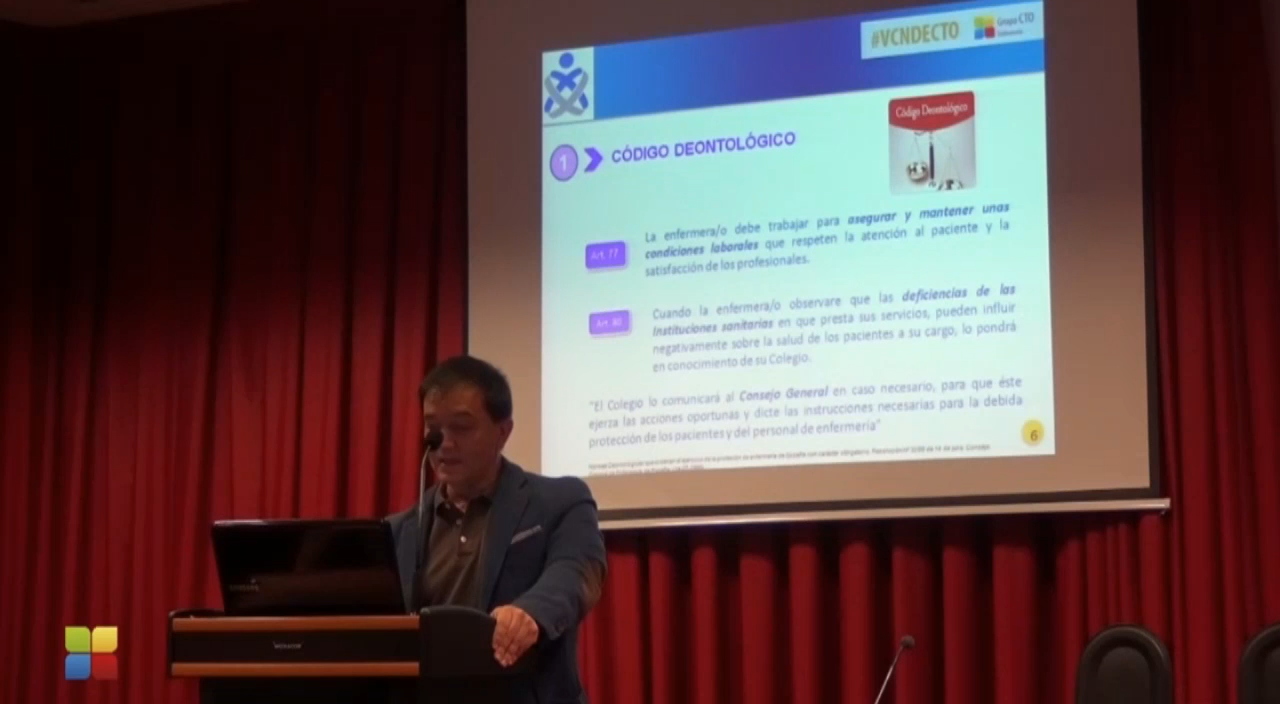 #VCNDECTO
Grupo CTO
Código Deontológico
1
CÓDIGO DEONTOLÓGICO
Art. 77
La enfermera/o debe trabajar para asegurar y mantener unas
condiciones laborales que respeten la atención al paciente y la
satisfacción de los profesionales.
Art. 80
Cuando la enfermera/o observare que las deficiencias de las
Instituciones sanitarias en que presta sus servicios, pueden influir
negativamente sobre la salud de los pacientes a su cargo, lo pondrá
en conocimiento de su Colegio.
"El Colegio lo comunicará al Consejo General en caso necesario, para que éste
ejerza las acciones oportunas y dicte las instrucciones necesarias para la debida
protección de los pacientes y del personal de enfermería"
6